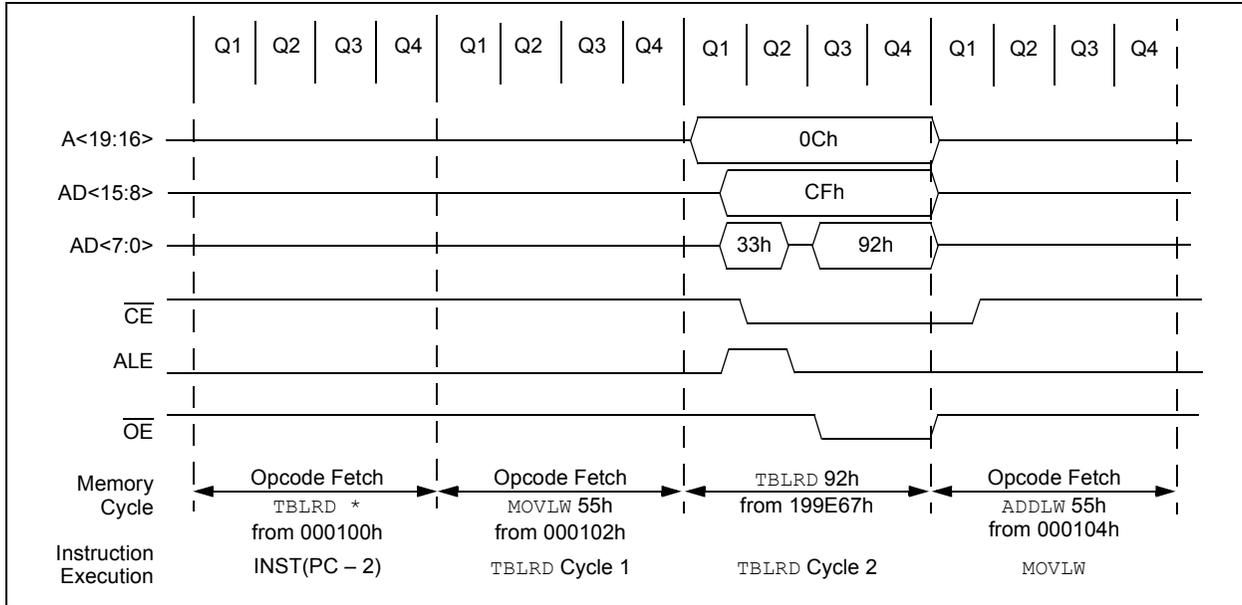 Q1 Q2 Q3 Q4 Q1 Q2 Q3 Q4 Q1 Q2 Q3 Q4 Q1 Q2 Q3 Q4
A<19:16> 0Ch
AD<15:8> CFh
AD<7:0> 33h 92h
CE
ALE
OE
Memory Cycle
Opcode Fetch
TBLRD *
from 000100h
Opcode Fetch
MOVLW 55h
from 000102h
TBLRD 92h
from 199E67h
Opcode Fetch
ADDLW 55h
from 000104h
Instruction
Execution
INST(PC – 2) TBLRD Cycle 1 TBLRD Cycle 2 MOVLW